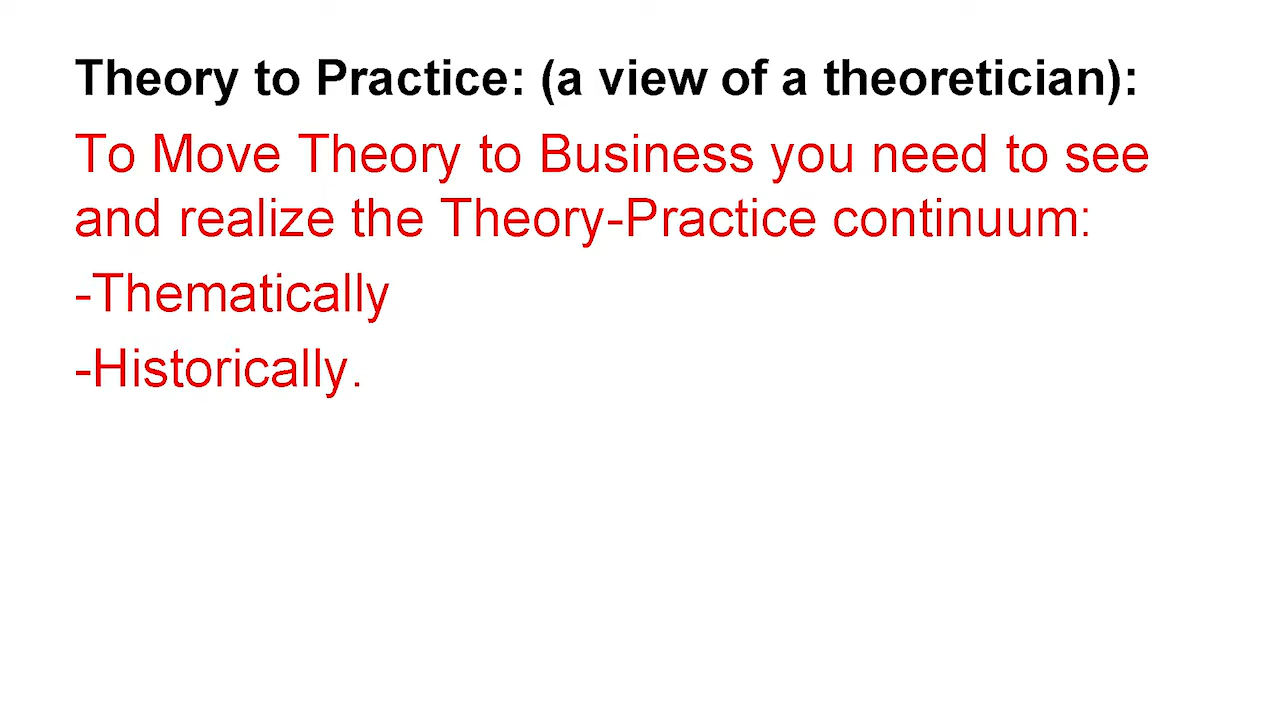 Theory to Practice: (a view of a theoretician):
To Move Theory to Business you need to see
and realize the Theory-Practice continuum:
-Thematically
-Historically.